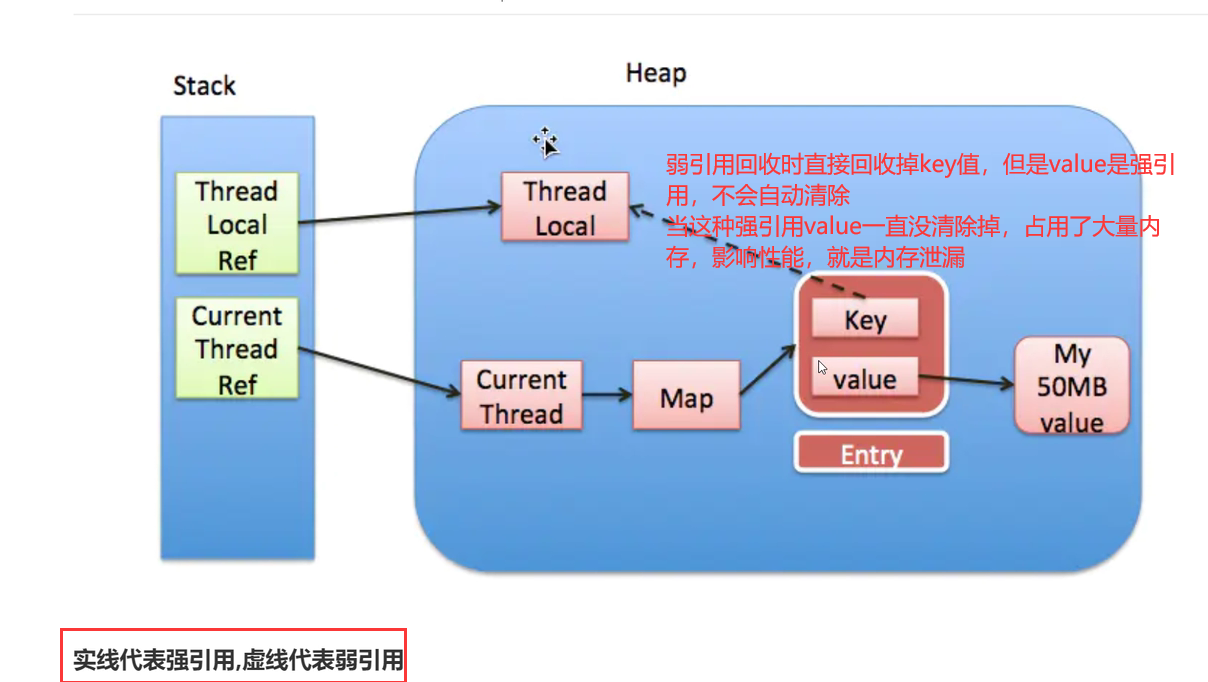 Stack
Heap
Thread
Local
Ref
Current
Thread
Ref
Thread
Local
弱引用回收时直接回收掉key值，但是value是强引
用，不会自动清除
当这种强引用value一直没清除掉，占用了大量内
存，影响性能，就是内存泄漏
Current
Thread
Map
Key
value
Entry
My
50MB
value
实线代表强引用,虚线代表弱引用